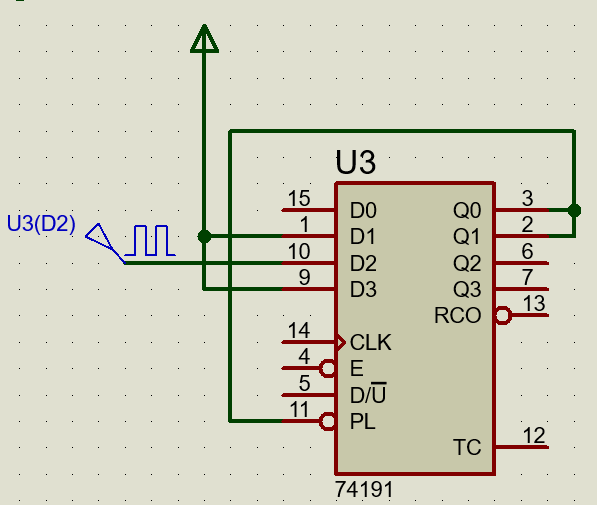 U3
U3(D2)
15 D0 Q0 3
1 D1 Q1 2
10 D2 Q2 6
9 D3 Q3 7
RCO 13
14 CLK
4 E
5 D/U̅
11 PL
TC 12
74191